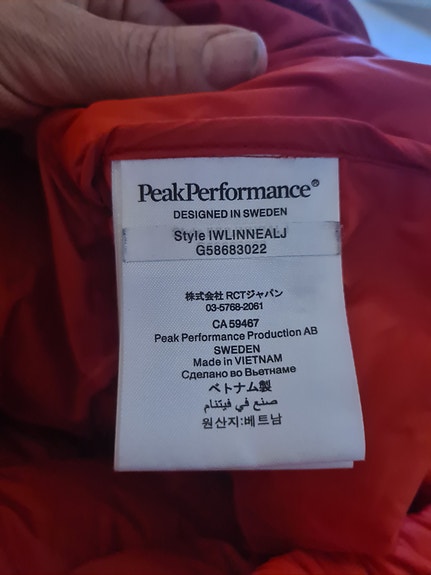 PeakPerformance®
DESIGNED IN SWEDEN
Style IWLINNEALJ
G58683022
株式会社 RCTジャパン
03-5768-2061
CA 59467
Peak Performance Production AB
SWEDEN
Made in VIETNAM
Сделано во Вьетнаме
ベトナム製
صنع في فيتنام
원산지:베트남